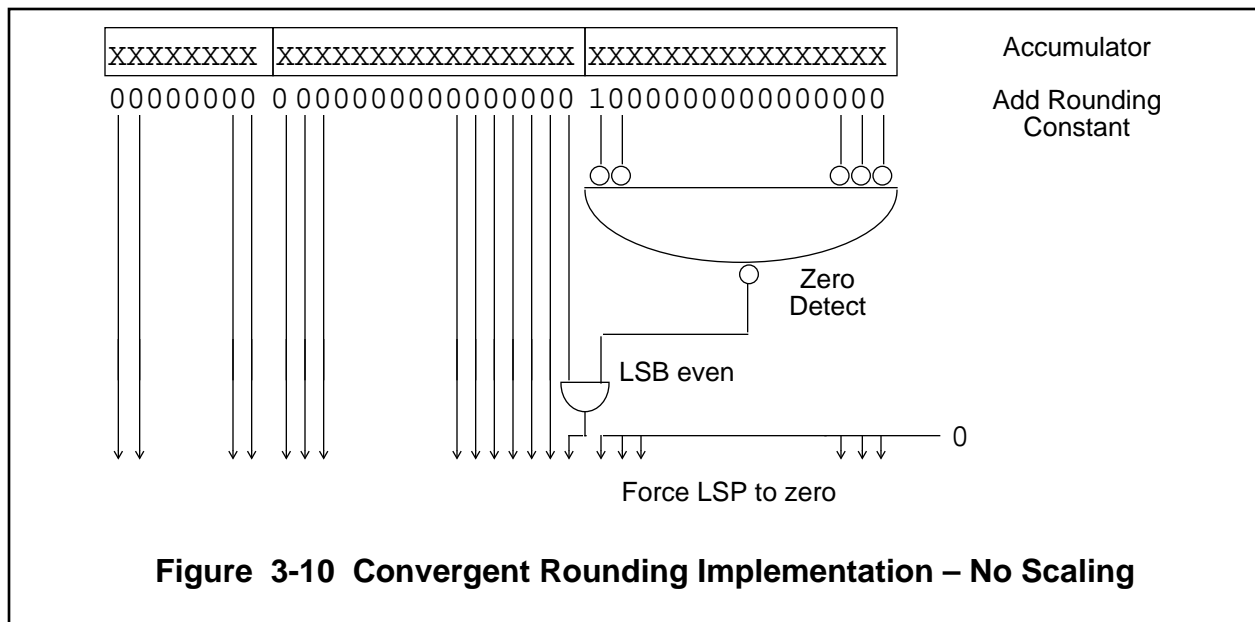 XXXXXXXX XXXXXXXXXXXXXXXX XXXXXXXXXXXXXXXX Accumulator
00000000 0 000000000000000 1000000000000000 Add Rounding
Constant
Zero
Detect
LSB even
0
Force LSP to zero
Figure 3-10 Convergent Rounding Implementation – No Scaling